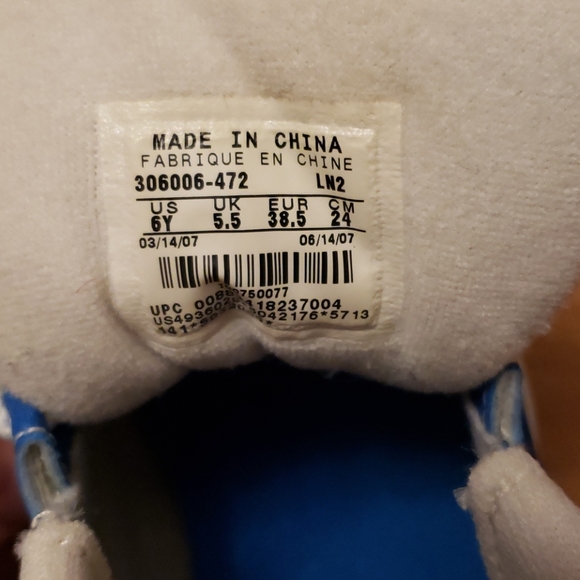 MADE IN CHINA
FABRIQUE EN CHINE
306006-472 LN2
US UK EUR CM
6Y 5.5 38.5 24
03/14/07 06/14/07
UPC